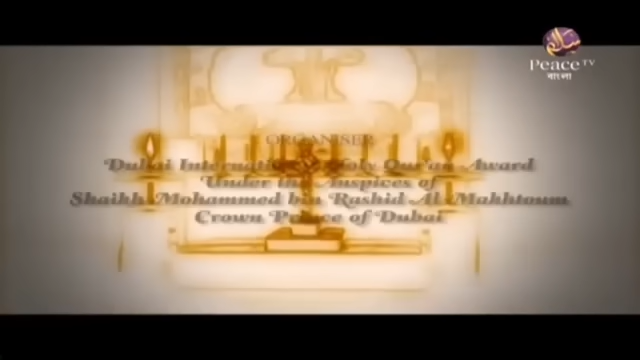 سلام
Peace TV
বাংলা
ORGANISER
Dubai International Holy Qur'an Award
Under the Auspices of
Shaikh Mohammed bin Rashid Al Makhtoum
Crown Prince of Dubai